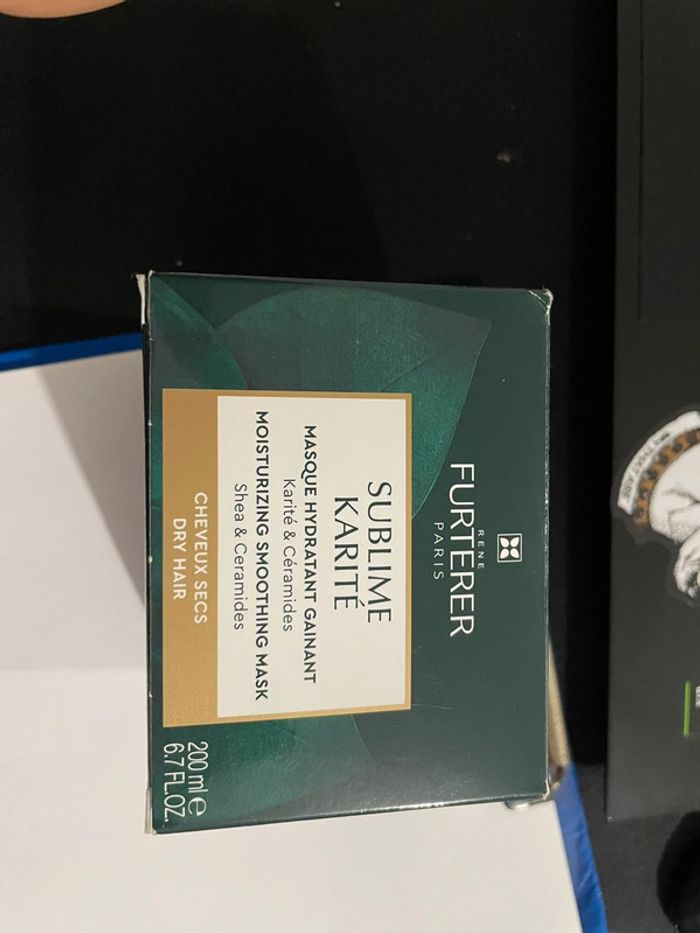 RENE
FURTERER
PARIS
SUBLIME
KARITÉ
MASQUE HYDRATANT GAINANT
Karité & Céramides
MOISTURIZING SMOOTHING MASK
Shea & Ceramides
CHEVEUX SECS
DRY HAIR
200 ml e
6.7 FL.OZ.